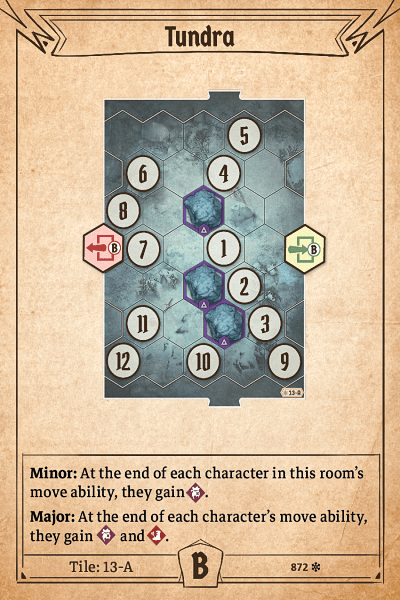 Tundra
5
6 4
8
B 7 1 B
2
11 3
12 10 9
13-B
Minor: At the end of each character in this room's
move ability, they gain .
Major: At the end of each character's move ability,
they gain and .
Tile: 13-A B 872